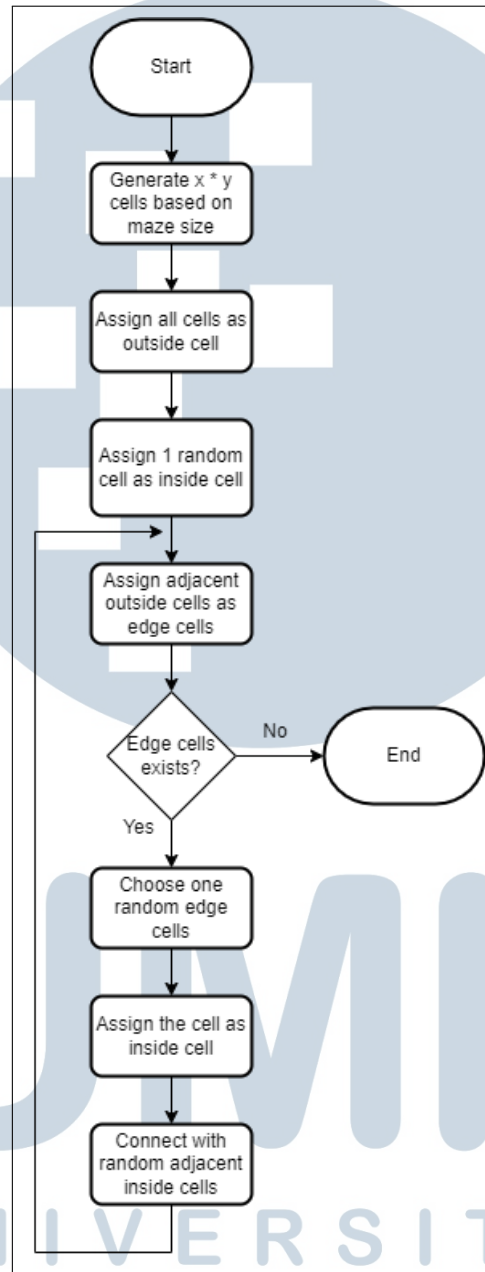 Start
Generate x * y
cells based on
maze size
Assign all cells as
outside cell
Assign 1 random
cell as inside cell
Assign adjacent
outside cells as
edge cells
Edge cells
exists?
No
End
Yes
Choose one
random edge
cells
Assign the cell as
inside cell
Connect with
random adjacent
inside cells
UM
IVERSIT